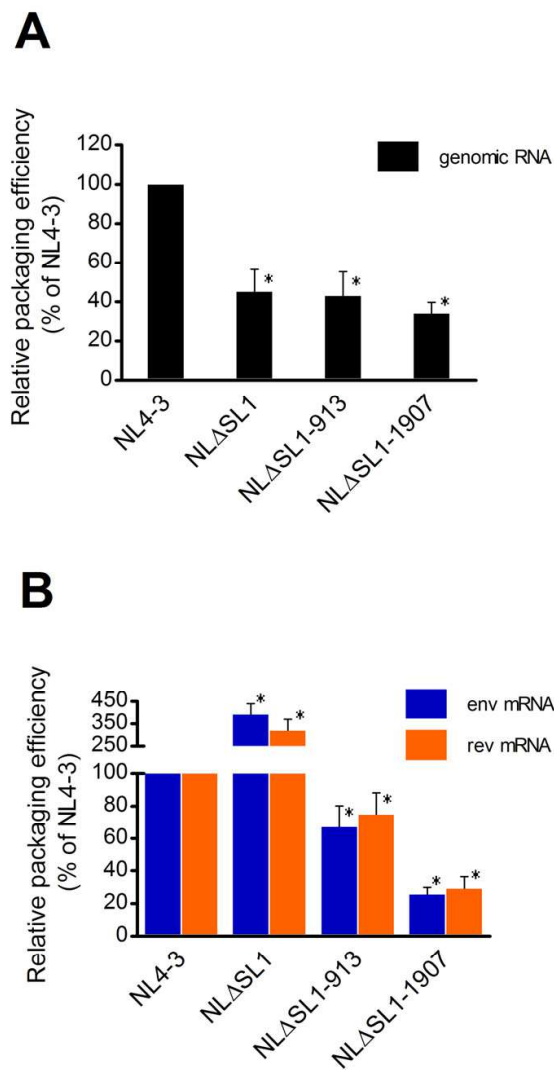 A
Relative packaging efficiency
(% of NL4-3)
120
100
80
60
40
20
0
genomic RNA
*
*
*
NL4-3
NLΔSL1
NLΔSL1-913
NLΔSL1-1907
B
Relative packaging efficiency
(% of NL4-3)
450
350
250
100
80
60
40
20
0
env mRNA
rev mRNA
* *
* *
* *
NL4-3
NLΔSL1
NLΔSL1-913
NLΔSL1-1907